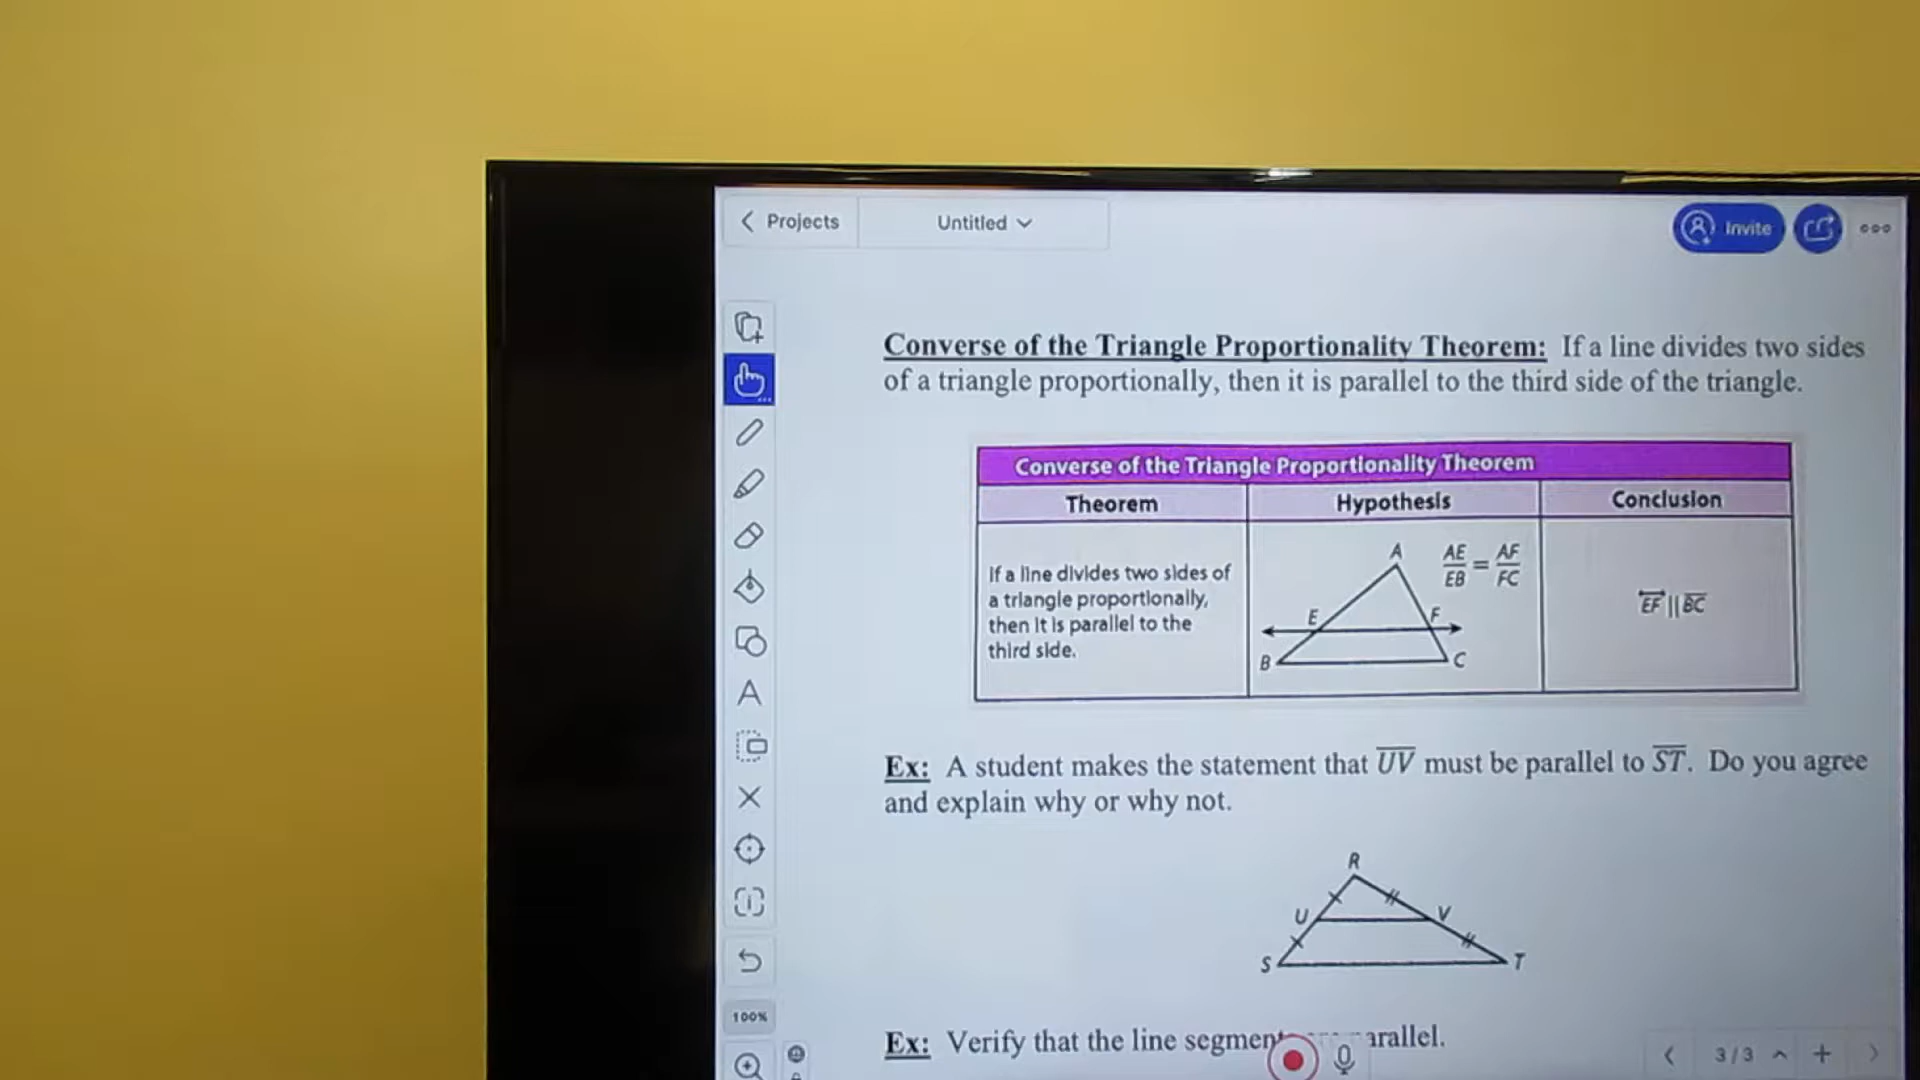 Projects
Untitled
Invite
Converse of the Triangle Proportionality Theorem: If a line divides two sides
of a triangle proportionally, then it is parallel to the third side of the triangle.
Converse of the Triangle Proportionality Theorem
Theorem
Hypothesis
Conclusion
If a line divides two sides of
a triangle proportionally,
then it is parallel to the
third side.
A
AE/EB = AF/FC
E
F
B
C
EF || BC
Ex: A student makes the statement that UV must be parallel to ST. Do you agree
and explain why or why not.
R
U
V
S
T
100%
Ex: Verify that the line parallel.
3/3